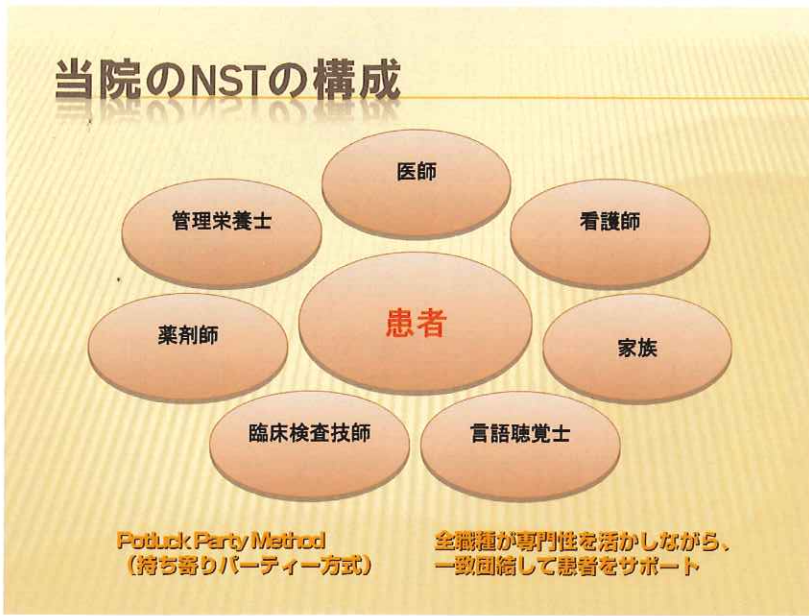 当院のNSTの構成
医師
管理栄養士
看護師
患者
薬剤師
家族
臨床検査技師
言語聴覚士
Potluck Party Method
（持ち寄りパーティー方式）
全職種が専門性を活かしながら、
一致団結して患者をサポート